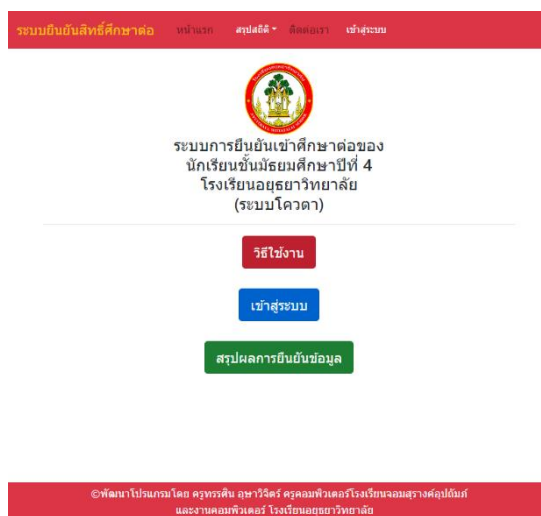 ระบบยืนยันสิทธิ์ศึกษาต่อ หน้าแรก สรุปสถิติ ติดต่อเรา เข้าสู่ระบบ
ระบบการยืนยันเข้าศึกษาต่อของ
นักเรียนชั้นมัธยมศึกษาปีที่ 4
โรงเรียนอยุธยาวิทยาลัย
(ระบบโควตา)
วิธีใช้งาน
เข้าสู่ระบบ
สรุปผลการยืนยันข้อมูล
©พัฒนาโปรแกรมโดย ครูทรรศิน อุษาวิจิตร์ ครูคอมพิวเตอร์โรงเรียนจอมสุรางค์อุปถัมภ์
และงานคอมพิวเตอร์ โรงเรียนอยุธยาวิทยาลัย